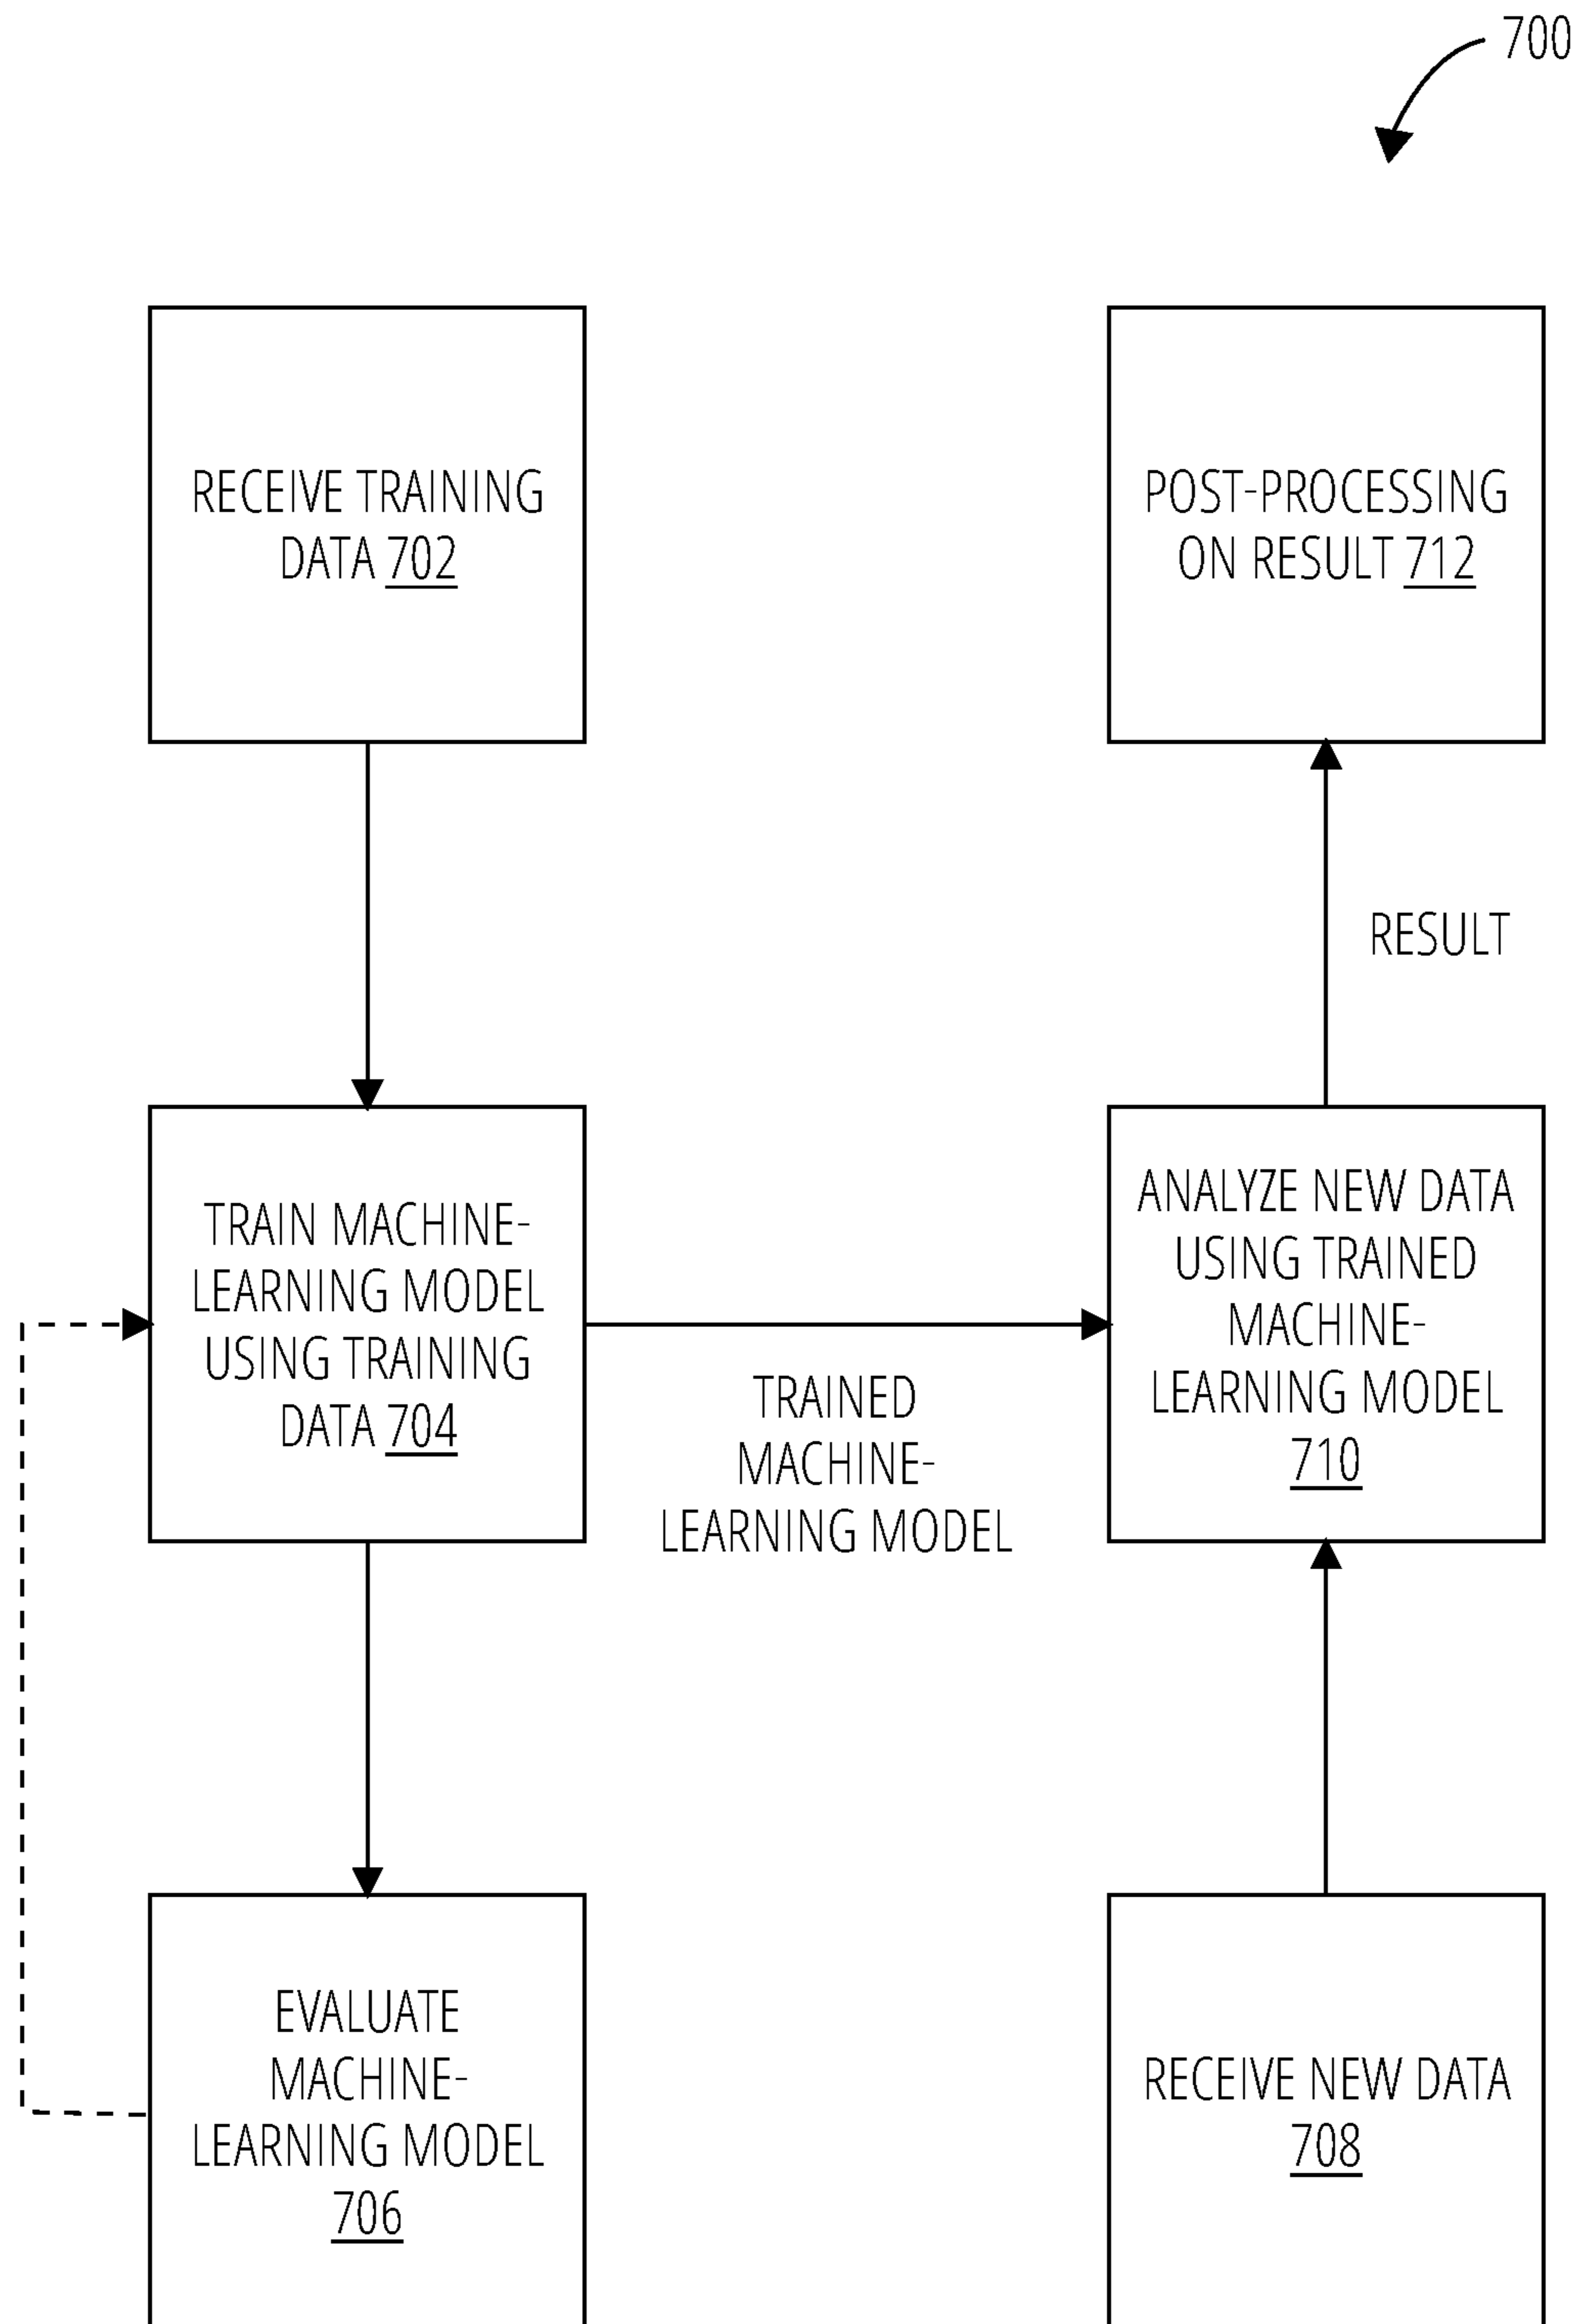 700
RECEIVE TRAINING
DATA 702
POST-PROCESSING
ON RESULT 712
RESULT
TRAIN MACHINE-
LEARNING MODEL
USING TRAINING
DATA 704
TRAINED
MACHINE-
LEARNING MODEL
ANALYZE NEW DATA
USING TRAINED
MACHINE-
LEARNING MODEL
710
EVALUATE
MACHINE-
LEARNING MODEL
706
RECEIVE NEW DATA
708